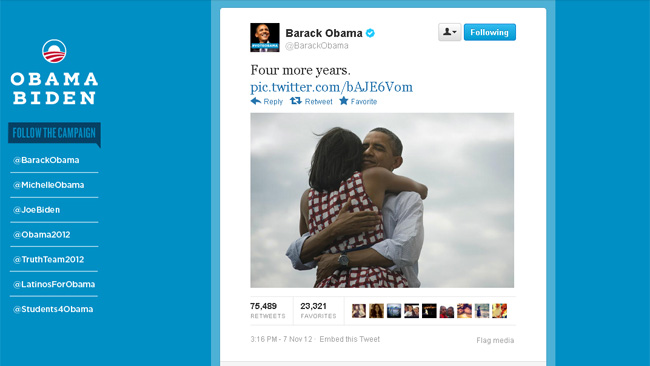 OBAMA
BIDEN
FOLLOW THE CAMPAIGN
@BarackObama
@MichelleObama
@JoeBiden
@Obama2012
@TruthTeam2012
@LatinosForObama
@Students4Obama
Barack Obama
@BarackObama
Following
Four more years.
pic.twitter.com/bAJE6Vom
Reply Retweet Favorite
75,489 23,321
RETWEETS FAVORITES
3:16 PM - 7 Nov 12 · Embed this Tweet
Flag media